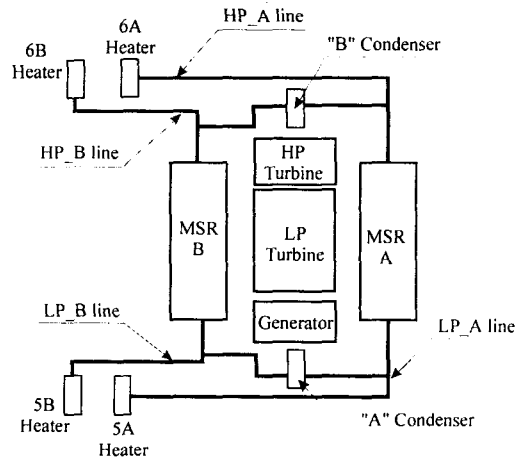 HP_A line
6B
Heater
6A
Heater
"B" Condenser
HP_B line
HP
Turbine
MSR
B
LP
Turbine
MSR
A
LP_B line
Generator
LP_A line
5B
Heater
5A
Heater
"A" Condenser